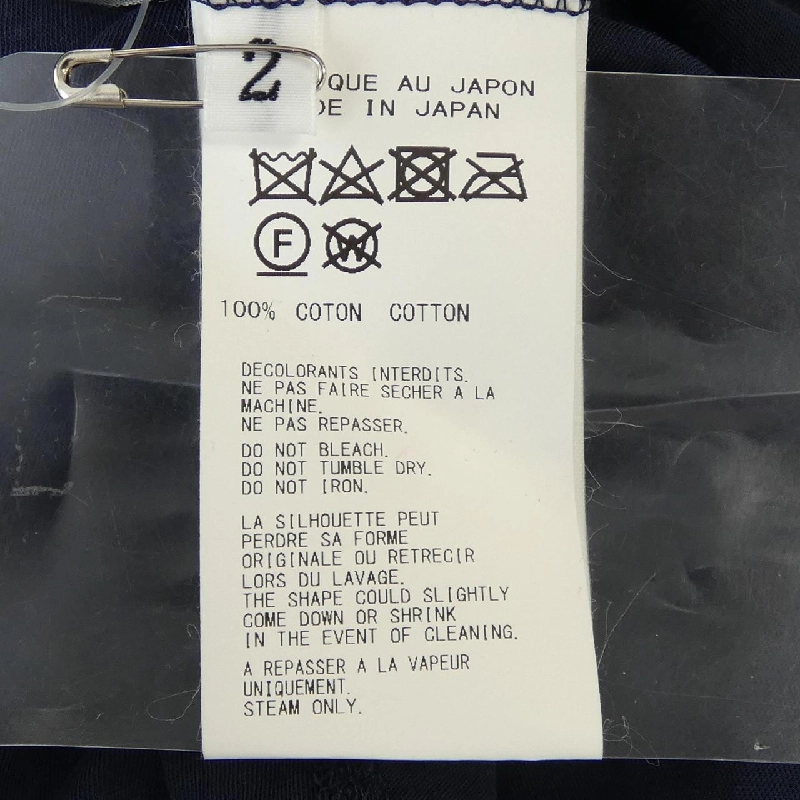 2
QUE AU JAPON
DE IN JAPAN
F
W
100% COTON COTTON
DECOLORANTS INTERDITS.
NE PAS FAIRE SECHER A LA
MACHINE.
NE PAS REPASSER.
DO NOT BLEACH.
DO NOT TUMBLE DRY.
DO NOT IRON.
LA SILHOUETTE PEUT
PERDRE SA FORME
ORIGINALE OU RETRECIR
LORS DU LAVAGE.
THE SHAPE COULD SLIGHTLY
COME DOWN OR SHRINK
IN THE EVENT OF CLEANING.
A REPASSER A LA VAPEUR
UNIQUEMENT.
STEAM ONLY.